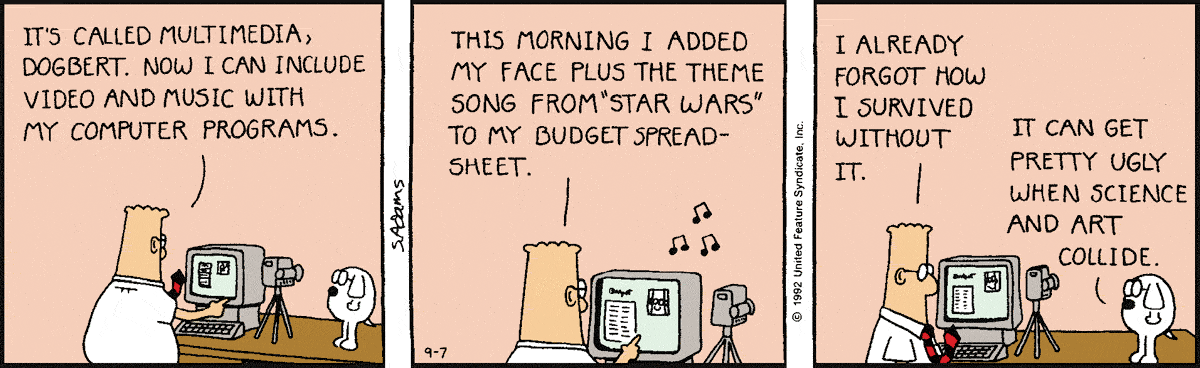 IT'S CALLED MULTIMEDIA,
DOGBERT. NOW I CAN INCLUDE
VIDEO AND MUSIC WITH
MY COMPUTER PROGRAMS.
S.Adams
THIS MORNING I ADDED
MY FACE PLUS THE THEME
SONG FROM "STAR WARS"
TO MY BUDGET SPREAD-
SHEET.
Budget
9-7
© 1992 United Feature Syndicate, Inc.
I ALREADY
FORGOT HOW
I SURVIVED
WITHOUT
IT.
IT CAN GET
PRETTY UGLY
WHEN SCIENCE
AND ART
COLLIDE.